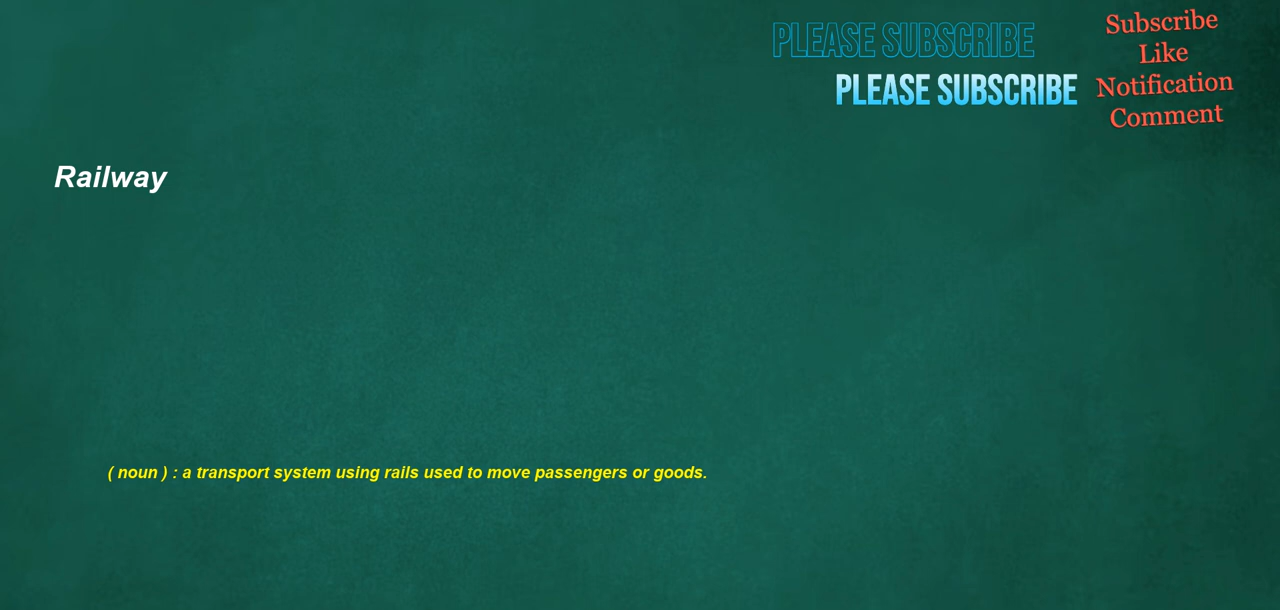 PLEASE SUBSCRIBE
PLEASE SUBSCRIBE
Subscribe
Like
Notification
Comment
Railway
( noun ) : a transport system using rails used to move passengers or goods.